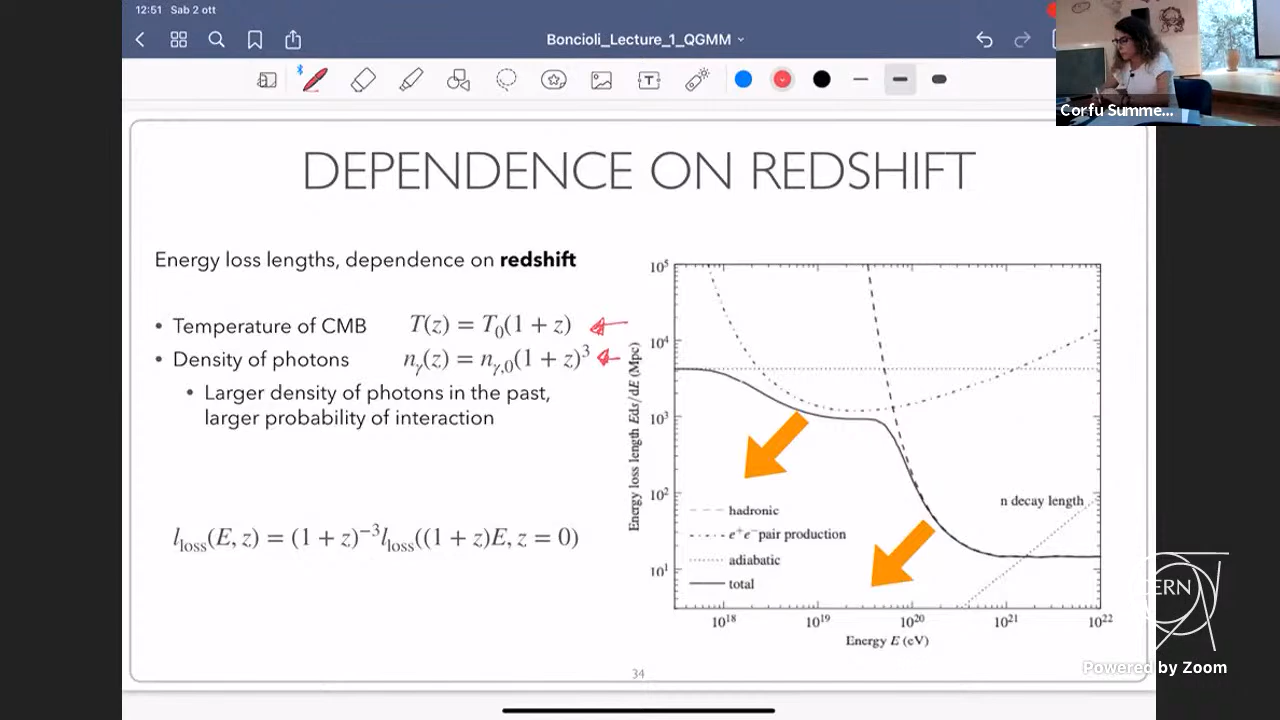 12:51 Sab 2 ott
Boncioli_Lecture_1_QGMM
Corfu Summe...
DEPENDENCE ON REDSHIFT
Energy loss lengths, dependence on redshift
• Temperature of CMB T(z) = T₀(1 + z)
• Density of photons n_γ(z) = n_γ,0(1 + z)³
• Larger density of photons in the past,
larger probability of interaction
l_loss(E, z) = (1 + z)⁻³l_loss((1 + z)E, z = 0)
Energy loss length Eds/dE (Mpc)
10⁵
10⁴
10³
10²
10¹
n decay length
hadronic
e⁺e⁻pair production
adiabatic
total
10¹⁸ 10¹⁹ 10²⁰ 10²¹ 10²²
Energy E (eV)
34
ERN
Powered by Zoom